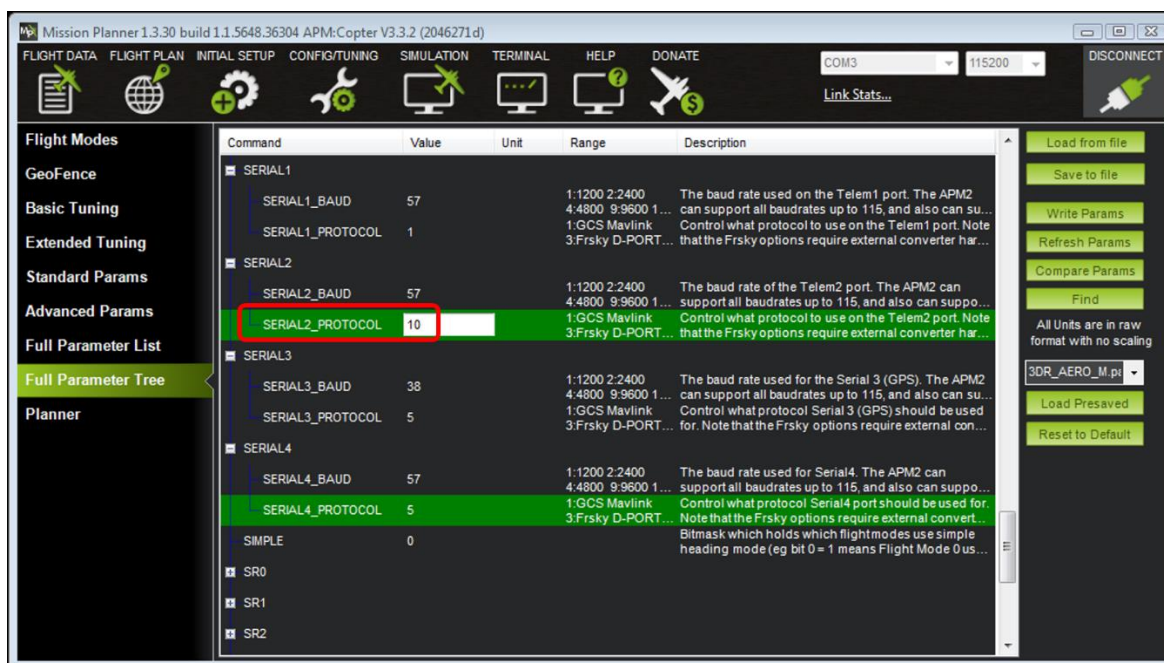 Mission Planner 1.3.30 build 1.1.5648.36304 APM:Copter V3.3.2 (2046271d)
FLIGHT DATA FLIGHT PLAN INITIAL SETUP CONFIG/TUNING SIMULATION TERMINAL HELP DONATE
COM3 115200 DISCONNECT
Link Stats...
Flight Modes
GeoFence
Basic Tuning
Extended Tuning
Standard Params
Advanced Params
Full Parameter List
Full Parameter Tree
Planner
Command Value Unit Range Description
SERIAL1
SERIAL1_BAUD 57 1:1200 2:2400 The baud rate used on the Telem1 port. The APM2
4:4800 9:9600 1... can support all baudrates up to 115, and also can su...
SERIAL1_PROTOCOL 1 1:GCS Mavlink Control what protocol to use on the Telem1 port. Note
3:Frsky D-PORT... that the Frsky options require external converter har...
SERIAL2
SERIAL2_BAUD 57 1:1200 2:2400 The baud rate of the Telem2 port. The APM2 can
4:4800 9:9600 1... support all baudrates up to 115, and also can suppo...
SERIAL2_PROTOCOL 10 1:GCS Mavlink Control what protocol to use on the Telem2 port. Note
3:Frsky D-PORT... that the Frsky options require external converter har...
SERIAL3
SERIAL3_BAUD 38 1:1200 2:2400 The baud rate used for the Serial 3 (GPS). The APM2
4:4800 9:9600 1... can support all baudrates up to 115, and also can su...
SERIAL3_PROTOCOL 5 1:GCS Mavlink Control what protocol Serial 3 (GPS) should be used
3:Frsky D-PORT... for. Note that the Frsky options require external con...
SERIAL4
SERIAL4_BAUD 57 1:1200 2:2400 The baud rate used for Serial4. The APM2 can
4:4800 9:9600 1... support all baudrates up to 115, and also can suppo...
SERIAL4_PROTOCOL 5 1:GCS Mavlink Control what protocol Serial4 port should be used for.
3:Frsky D-PORT... Note that the Frsky options require external convert...
SIMPLE 0 Bitmask which holds which flight modes use simple
heading mode (eg bit 0 = 1 means Flight Mode 0 us...
SR0
SR1
SR2
Load from file
Save to file
Write Params
Refresh Params
Compare Params
Find
All Units are in raw
format with no scaling
3DR_AERO_M.pa
Load Presaved
Reset to Default